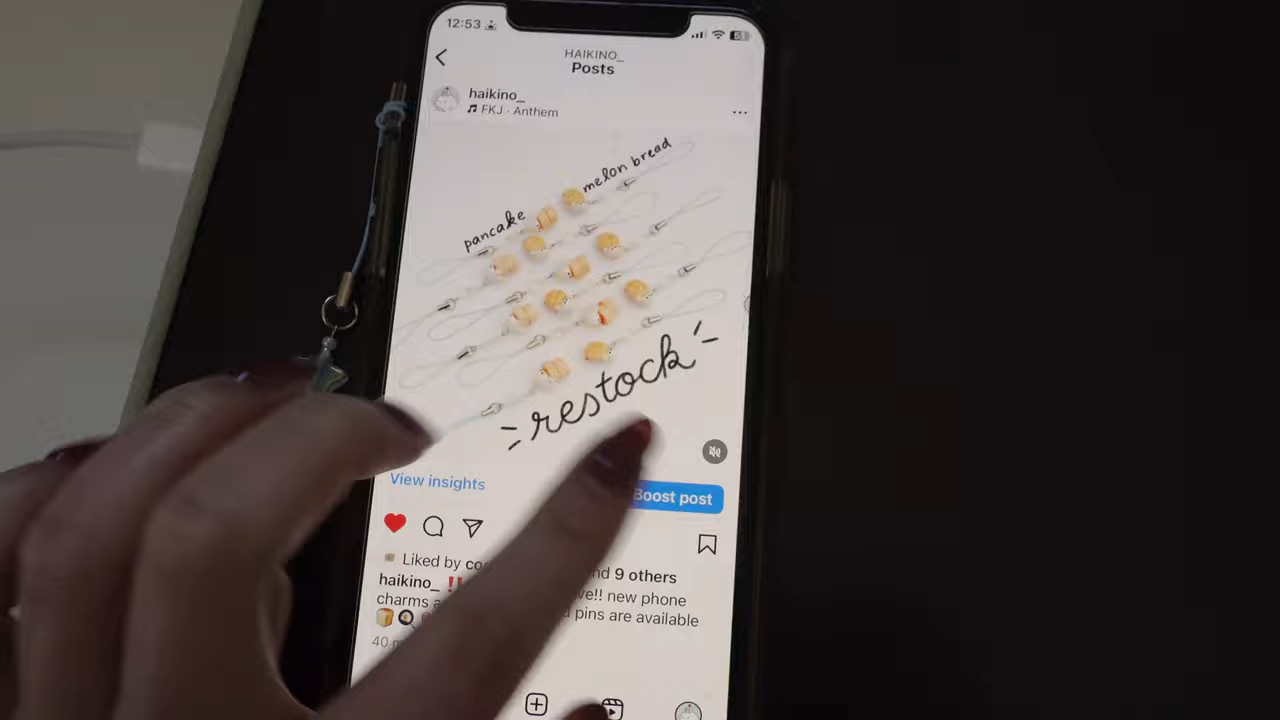 12:53
HAIKINO_
Posts
haikino_
FKJ · Anthem
melon bread
pancake
restock
View insights
Boost post
Liked by
9 others
haikino_ ‼️ new phone
charms pins are available
40